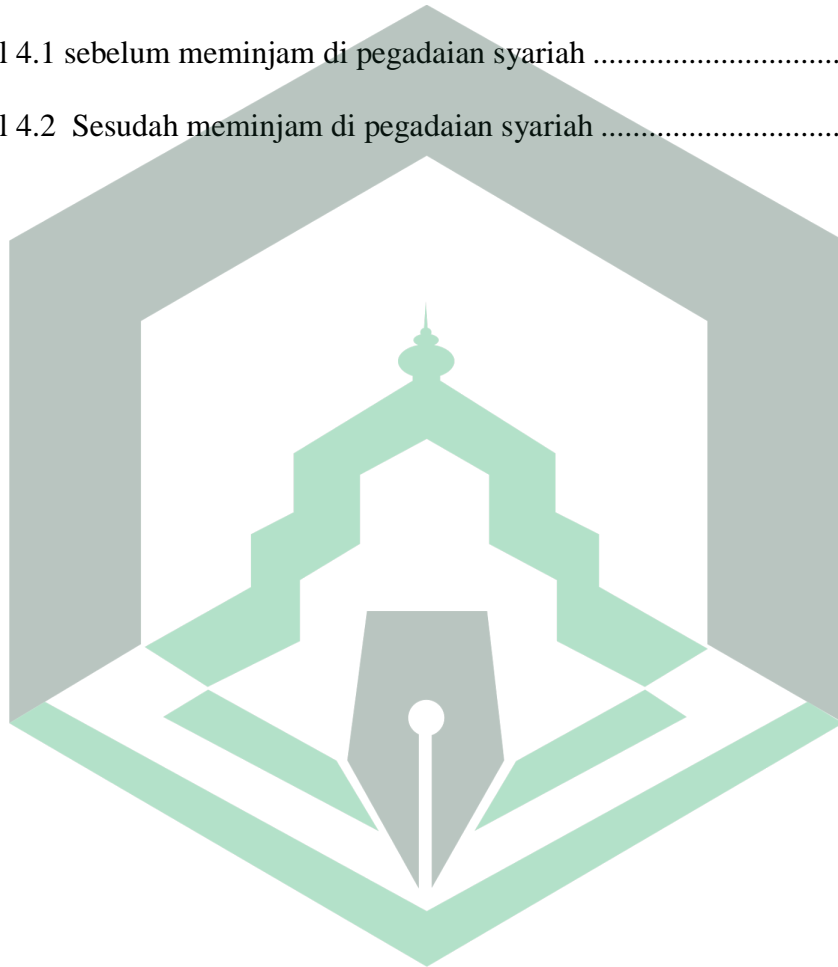 l 4.1 sebelum meminjam di pegadaian syariah ...............................
l 4.2 Sesudah meminjam di pegadaian syariah ..............................